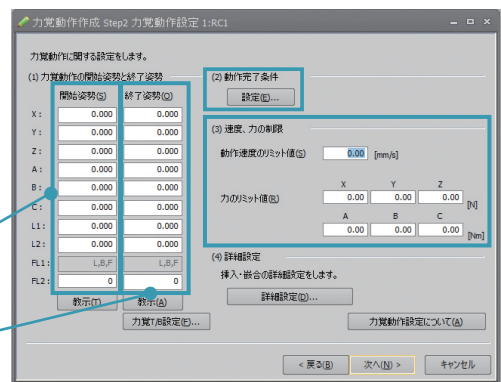 力覚動作作成 Step2 力覚動作設定 1:RC1
力覚動作に関する設定をします。
(1) 力覚動作の開始姿勢と終了姿勢
開始姿勢(S) 終了姿勢(O)
X: 0.000 0.000
Y: 0.000 0.000
Z: 0.000 0.000
A: 0.000 0.000
B: 0.000 0.000
C: 0.000 0.000
L1: 0.000 0.000
L2: 0.000 0.000
FL1: L,B,F L,B,F
FL2: 0 0
教示(T) 教示(A)
力覚T/B設定(F)...
(2) 動作完了条件
設定(E)...
(3) 速度、力の制限
動作速度のリミット値(S) 0.00 [mm/s]
X Y Z
力のリミット値(R) 0.00 0.00 0.00 [N]
A B C
0.00 0.00 0.00 [Nm]
(4) 詳細設定
挿入・嵌合の詳細設定をします。
詳細設定(D)...
力覚動作設定について(A)
< 戻る(B) 次へ(N) > キャンセル